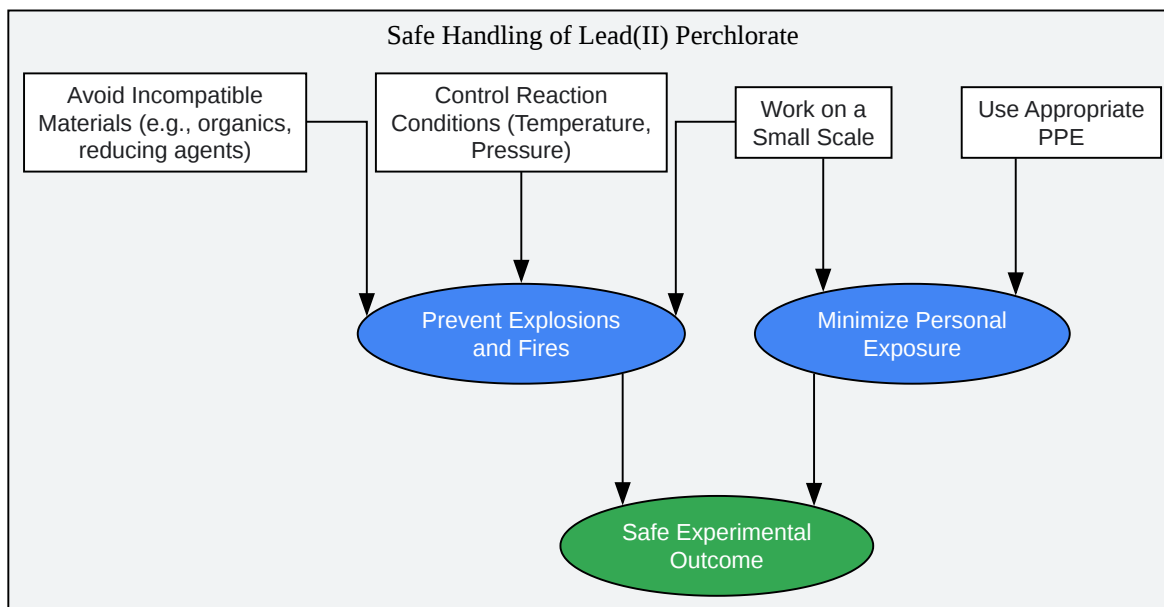 Safe Handling of Lead(II) Perchlorate
Avoid Incompatible
Materials (e.g., organics,
reducing agents)
Control Reaction
Conditions (Temperature,
Pressure)
Work on a
Small Scale
Use Appropriate
PPE
Prevent Explosions
and Fires
Minimize Personal
Exposure
Safe Experimental
Outcome